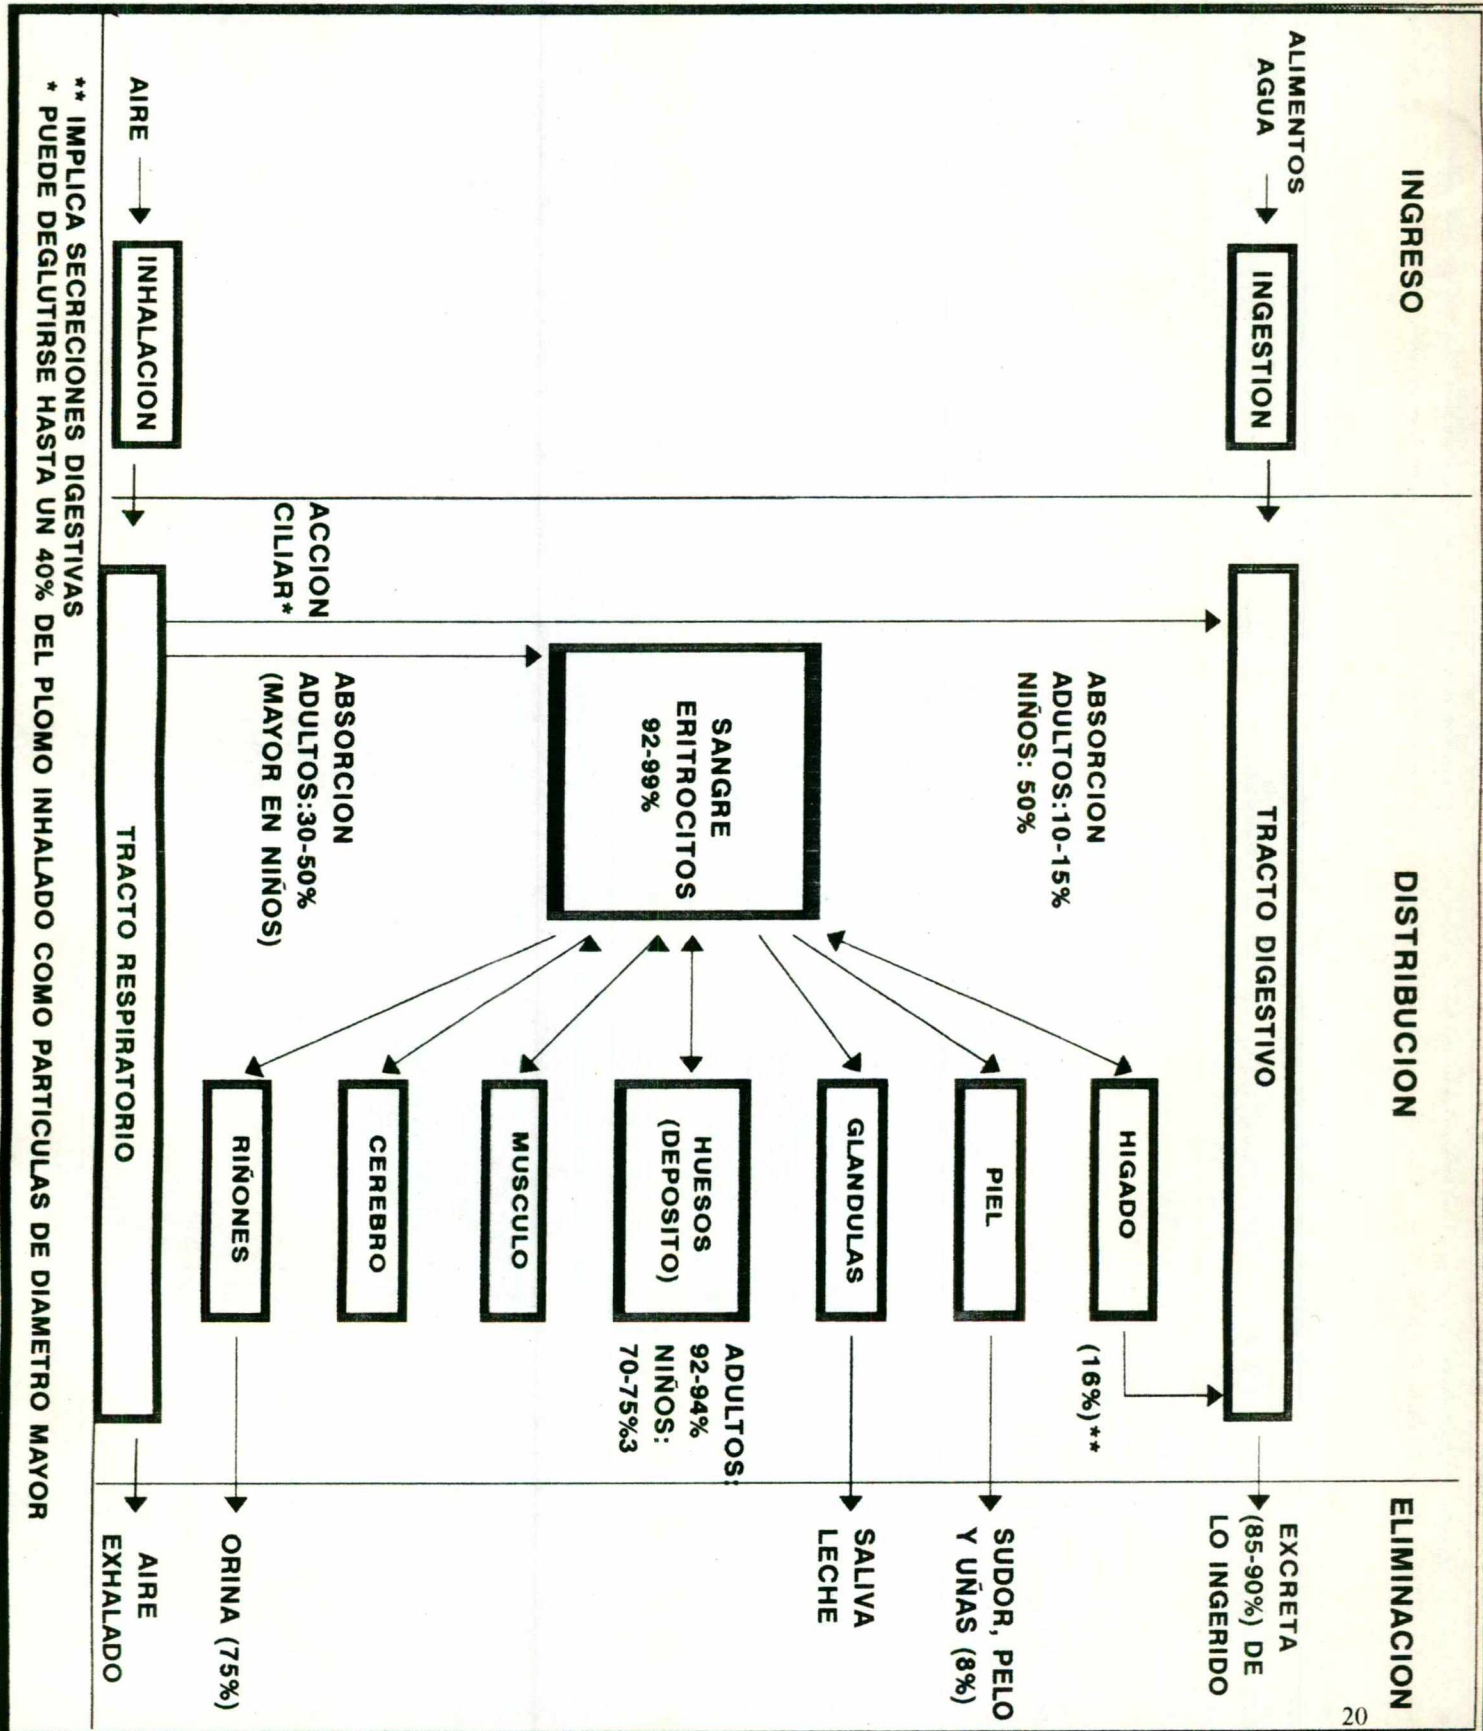 INGRESO
DISTRIBUCION
ELIMINACION
ALIMENTOS
AGUA
INGESTION
TRACTO DIGESTIVO
EXCRETA
(85-90%) DE
LO INGERIDO
ABSORCION
ADULTOS:10-15%
NIÑOS: 50%
HIGADO
(16%)**
PIEL
SUDOR, PELO
Y UÑAS (8%)
GLANDULAS
SALIVA
LECHE
SANGRE
ERITROCITOS
92-99%
HUESOS
(DEPOSITO)
ADULTOS:
92-94%
NIÑOS:
70-75%3
MUSCULO
CEREBRO
RIÑONES
ORINA (75%)
ABSORCION
ADULTOS:30-50%
(MAYOR EN NIÑOS)
ACCION
CILIAR*
AIRE
INHALACION
TRACTO RESPIRATORIO
AIRE
EXHALADO
** IMPLICA SECRECIONES DIGESTIVAS
* PUEDE DEGLUTIRSE HASTA UN 40% DEL PLOMO INHALADO COMO PARTICULAS DE DIAMETRO MAYOR
20